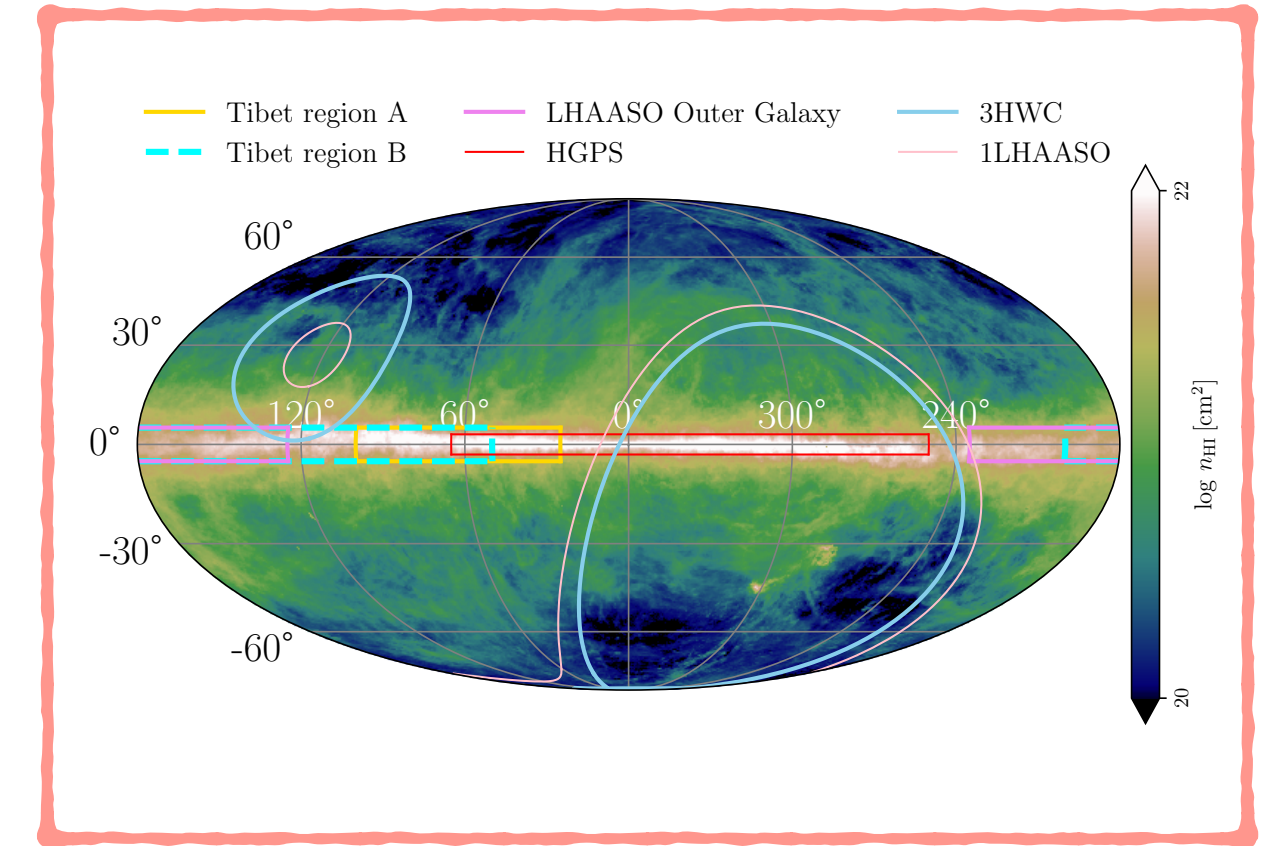 Tibet region A LHAASO Outer Galaxy 3HWC
Tibet region B HGPS 1LHAASO
22
60°
30°
120° 60° 0° 300° 240°
0°
log n_HI [cm²]
-30°
-60°
20